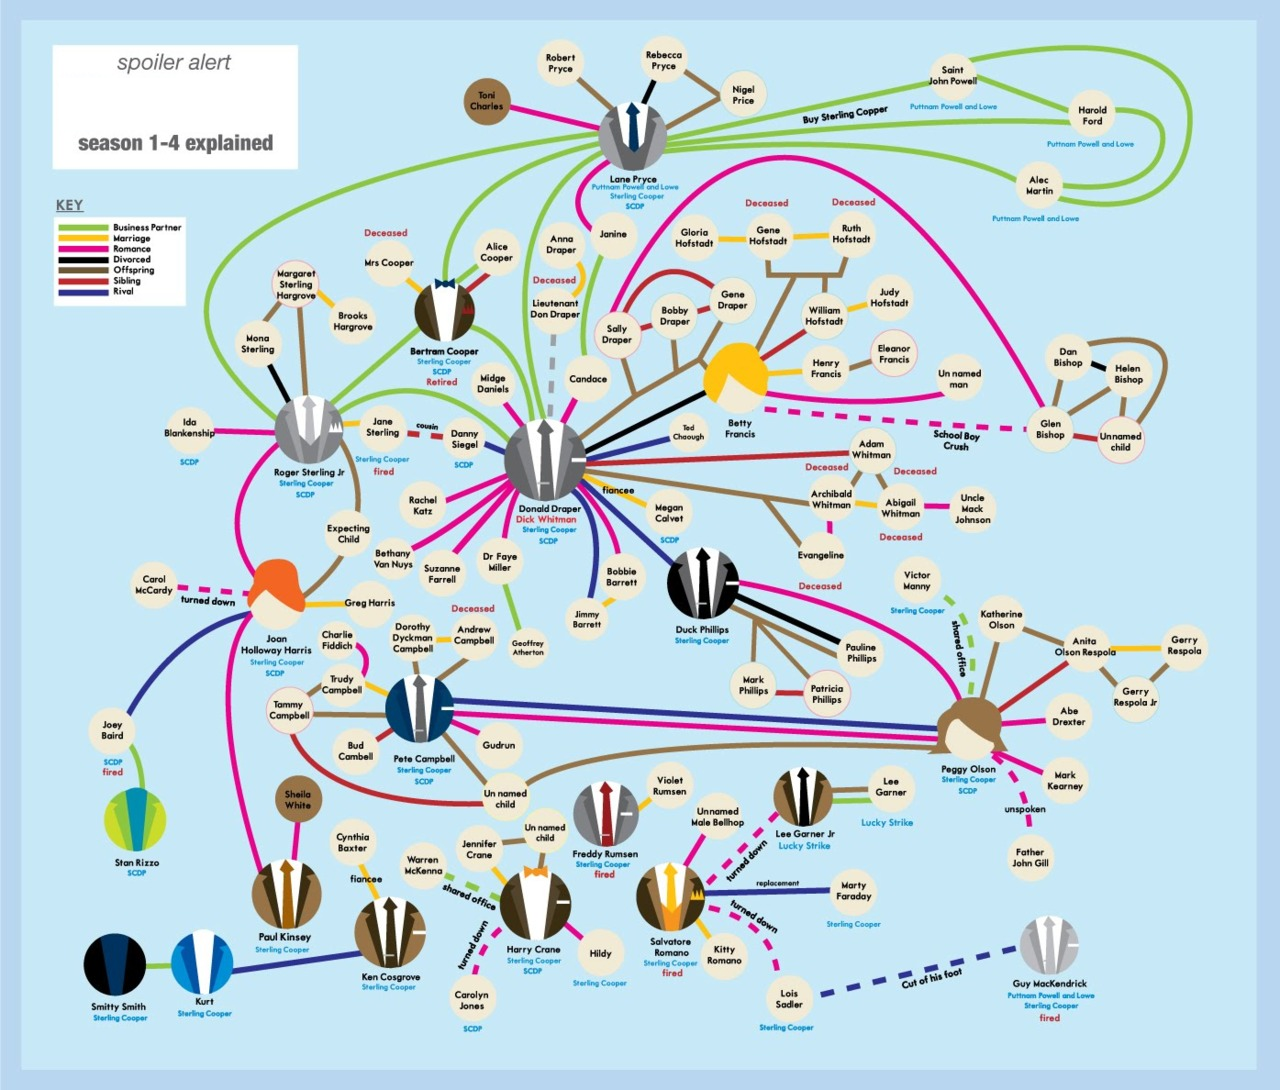 spoiler alert
season 1-4 explained
KEY
Business Partner
Marriage
Romance
Divorced
Offspring
Sibling
Rival
Robert
Pryce
Rebecca
Pryce
Nigel
Price
Toni
Charles
Lane Pryce
Puttnam Powell and Lowe
Sterling Cooper
SCDP
Buy Sterling Copper
Saint
John Powell
Puttnam Powell and Lowe
Harold
Ford
Puttnam Powell and Lowe
Alec
Martin
Puttnam Powell and Lowe
Deceased
Mrs Cooper
Alice
Cooper
Bertram Cooper
Sterling Cooper
SCDP
Retired
Anna
Draper
Deceased
Lieutenant
Don Draper
Janine
Gloria
Hofstadt
Deceased
Gene
Hofstadt
Deceased
Ruth
Hofstadt
Margaret
Sterling
Hargrove
Brooks
Hargrove
Mona
Sterling
Sally
Draper
Bobby
Draper
Gene
Draper
William
Hofstadt
Judy
Hofstadt
Henry
Francis
Eleanor
Francis
Un named
man
Betty
Francis
School Boy
Crush
Dan
Bishop
Helen
Bishop
Glen
Bishop
Unnamed
child
Midge
Daniels
Candace
Ida
Blankenship
SCDP
Roger Sterling Jr
Sterling Cooper
SCDP
Jane
Sterling
Sterling Cooper
fired
cousin
Danny
Siegel
SCDP
Ted
Chaough
Donald Draper
Dick Whitman
Sterling Cooper
SCDP
fiancee
Megan
Calvet
SCDP
Adam
Whitman
Deceased
Archibald
Whitman
Deceased
Abigail
Whitman
Deceased
Uncle
Mack
Johnson
Evangeline
Deceased
Rachel
Katz
Bethany
Van Nuys
Suzanne
Farrell
Dr Faye
Miller
Geoffrey
Atherton
Bobbie
Barrett
Jimmy
Barrett
Expecting
Child
Carol
McCardy
turned down
Joan
Holloway Harris
Sterling Cooper
SCDP
Greg Harris
Duck Phillips
Sterling Cooper
Pauline
Phillips
Mark
Phillips
Patricia
Phillips
Victor
Manny
Sterling Cooper
shared office
Katherine
Olson
Anita
Olson Respola
Gerry
Respola
Gerry
Respola Jr
Abe
Drexter
Mark
Kearney
Peggy Olson
Sterling Cooper
SCDP
unspoken
Father
John Gill
Charlie
Fiddich
Dorothy
Dyckman
Campbell
Deceased
Andrew
Campbell
Trudy
Campbell
Tammy
Campbell
Bud
Cambell
Pete Campbell
Sterling Cooper
SCDP
Gudrun
Un named
child
Joey
Baird
SCDP
fired
Stan Rizzo
SCDP
Sheila
White
Paul Kinsey
Sterling Cooper
Cynthia
Baxter
fiancee
Ken Cosgrove
Sterling Cooper
Smitty Smith
Sterling Cooper
Kurt
Sterling Cooper
Warren
McKenna
shared office
Jennifer
Crane
Un named
child
Harry Crane
Sterling Cooper
SCDP
turned down
Carolyn
Jones
SCDP
Hildy
Sterling Cooper
Freddy Rumsen
Sterling Cooper
fired
Violet
Rumsen
Unnamed
Male Bellhop
Salvatore
Romano
Sterling Cooper
fired
Kitty
Romano
turned down
Lee Garner Jr
Lucky Strike
Lee
Garner
Lucky Strike
replacement
Marty
Faraday
Sterling Cooper
turned down
Lois
Sadler
Sterling Cooper
Cut of his foot
Guy MacKendrick
Puttnam Powell and Lowe
Sterling Cooper
fired